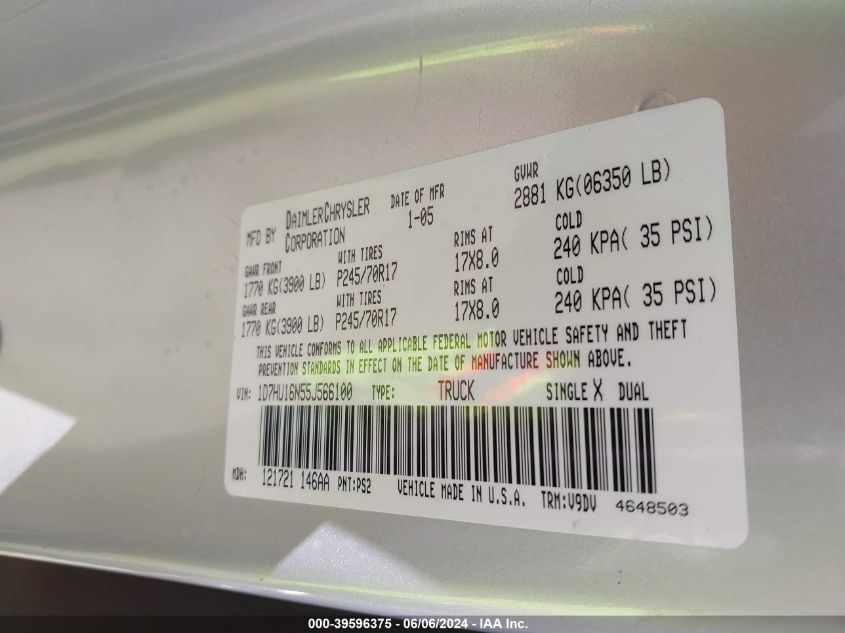 MFD BY DAIMLERCHRYSLER CORPORATION
DATE OF MFR 1-05
GVWR 2881 KG(06350 LB)
GAWR FRONT WITH TIRES RIMS AT COLD
1770 KG(3900 LB) P245/70R17 17X8.0 240 KPA( 35 PSI)
GAWR REAR WITH TIRES RIMS AT COLD
1770 KG(3900 LB) P245/70R17 17X8.0 240 KPA( 35 PSI)
THIS VEHICLE CONFORMS TO ALL APPLICABLE FEDERAL MOTOR VEHICLE SAFETY AND THEFT
PREVENTION STANDARDS IN EFFECT ON THE DATE OF MANUFACTURE SHOWN ABOVE.
VIN: 1D7HU16N55J566100 TYPE: TRUCK SINGLE X DUAL
MDH: 121721 146AA PNT:PS2 VEHICLE MADE IN U.S.A. TRM:V9DV 4648503
000-39596375 - 06/06/2024 - IAA Inc.